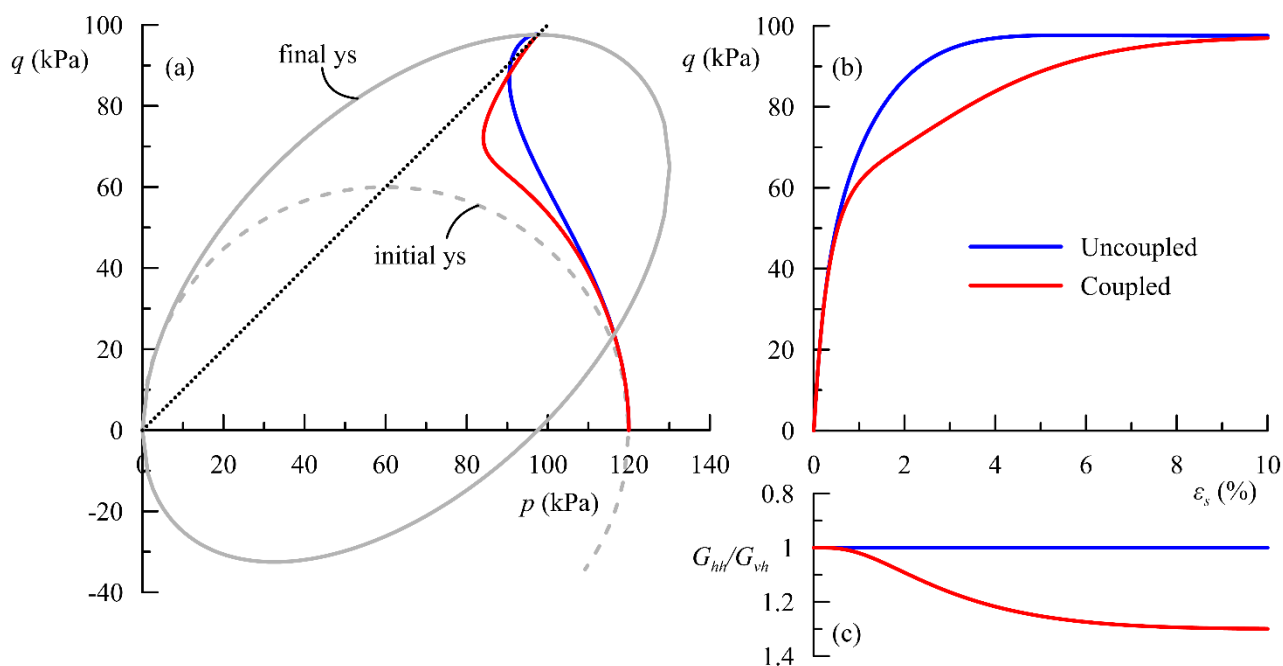 100
q (kPa)
final ys
(a)
80
60
40
initial ys
20
0
0
20
40
60
80
100
120
140
p (kPa)
-20
-40
100
q (kPa)
(b)
80
60
Uncoupled
Coupled
40
20
0
0
2
4
6
8
10
εs (%)
0.8
Ghh/Gvh
1
1.2
(c)
1.4